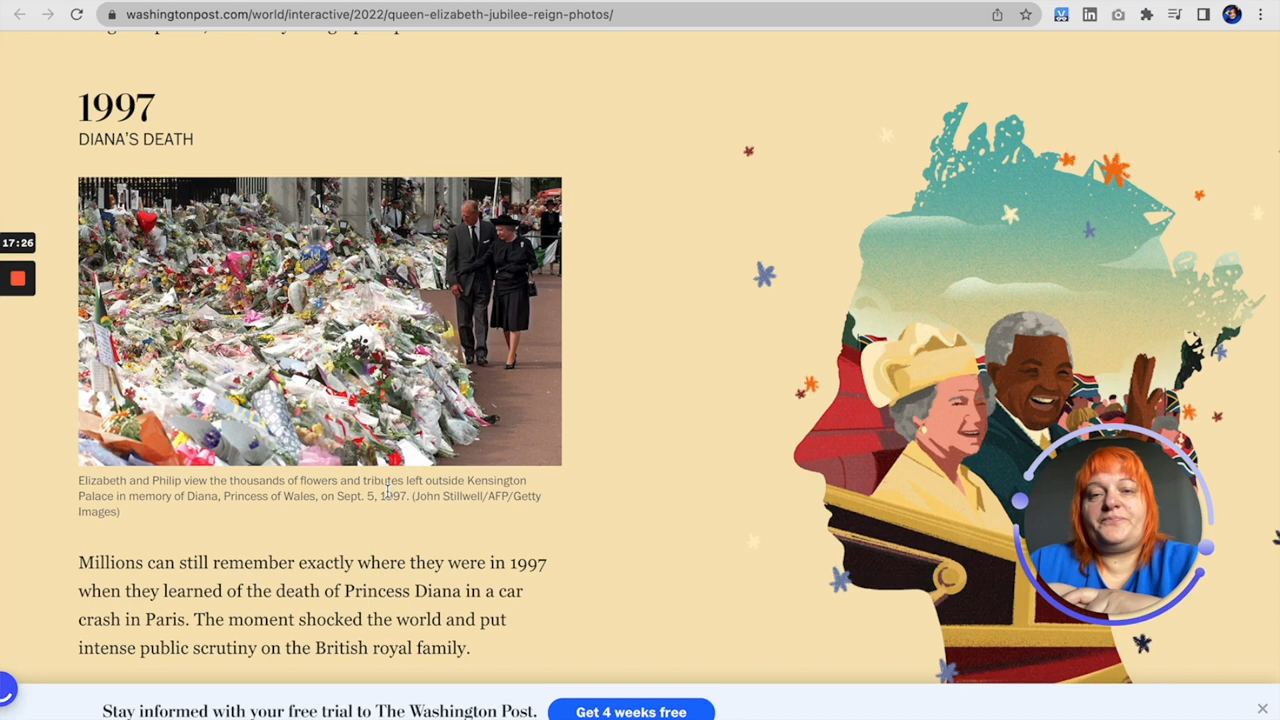 washingtonpost.com/world/interactive/2022/queen-elizabeth-jubilee-reign-photos/
1997
DIANA'S DEATH
17:26
Elizabeth and Philip view the thousands of flowers and tributes left outside Kensington
Palace in memory of Diana, Princess of Wales, on Sept. 5, 1997. (John Stillwell/AFP/Getty
Images)
Millions can still remember exactly where they were in 1997
when they learned of the death of Princess Diana in a car
crash in Paris. The moment shocked the world and put
intense public scrutiny on the British royal family.
Stay informed with your free trial to The Washington Post.
Get 4 weeks free